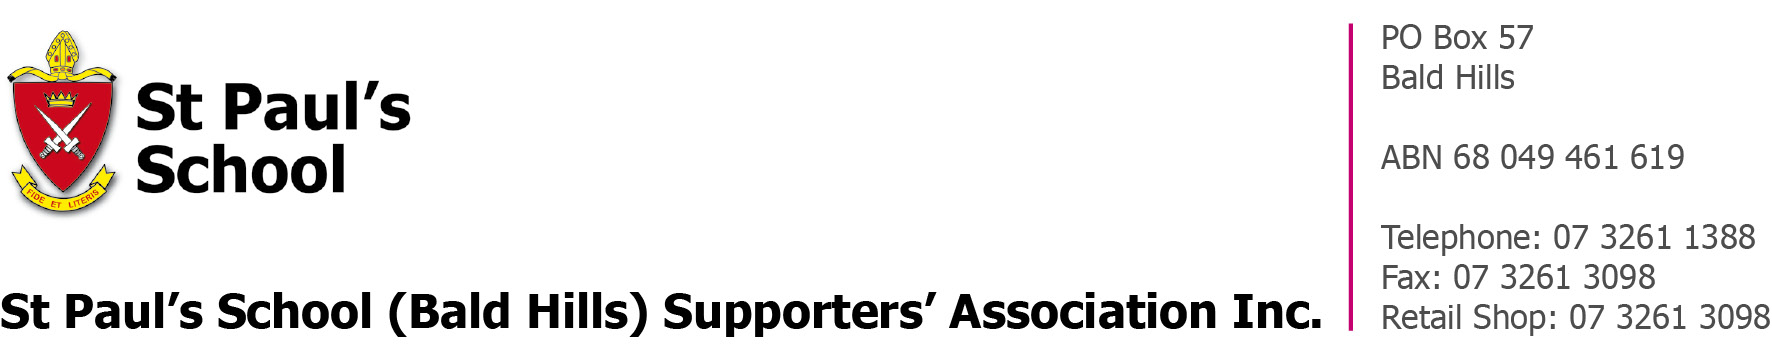 FIDE ET LITERIS
St Paul’s
School
St Paul’s School (Bald Hills) Supporters’ Association Inc.
PO Box 57
Bald Hills
ABN 68 049 461 619
Telephone: 07 3261 1388
Fax: 07 3261 3098
Retail Shop: 07 3261 3098